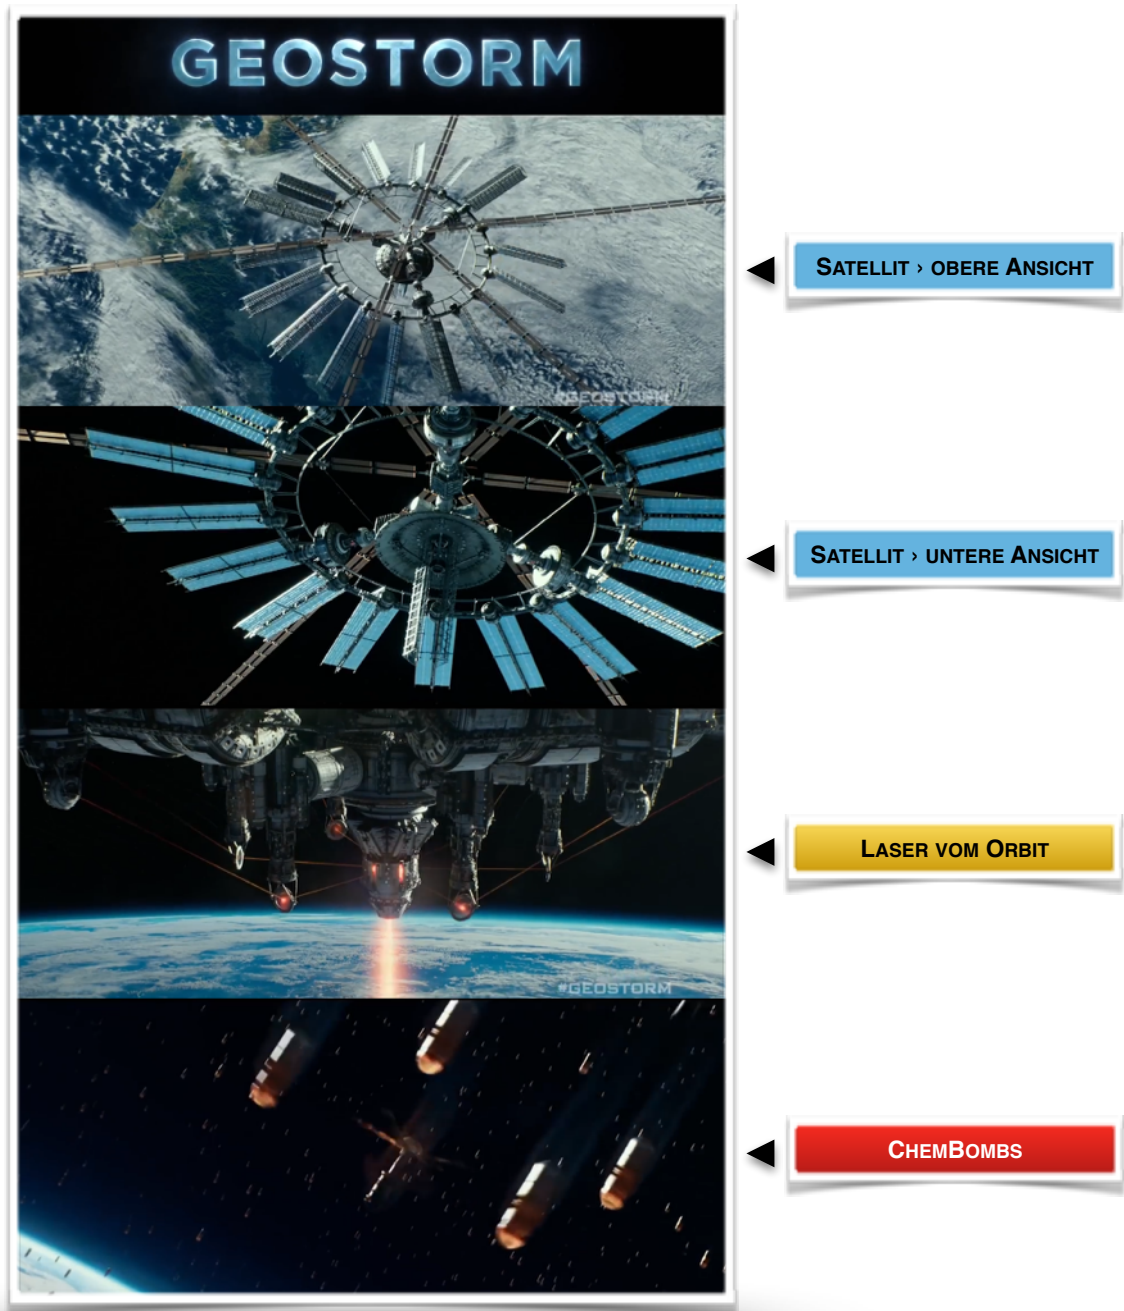 GEOSTORM
SATELLIT › OBERE ANSICHT
#GEOSTORM
SATELLIT › UNTERE ANSICHT
LASER VOM ORBIT
#GEOSTORM
CHEMBOMBS